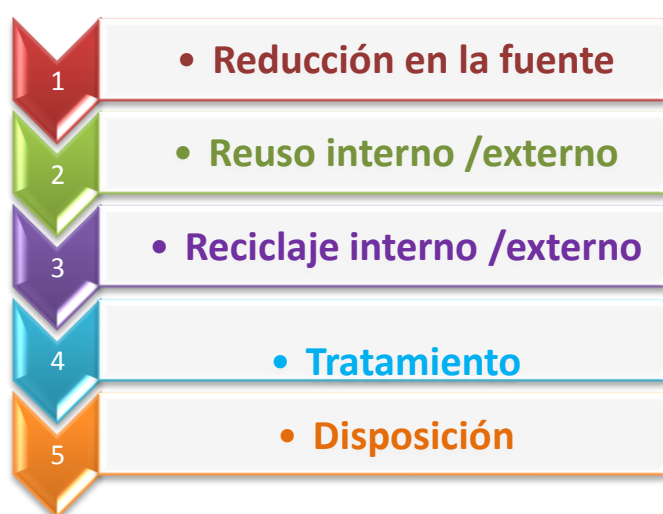 1
• Reducción en la fuente
2
• Reuso interno /externo
3
• Reciclaje interno /externo
4
• Tratamiento
5
• Disposición